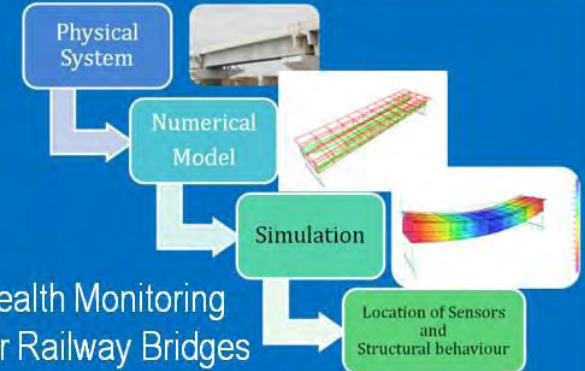 Physical
System
Numerical
Model
Simulation
Location of Sensors
and
Structural behaviour
ealth Monitoring
r Railway Bridges